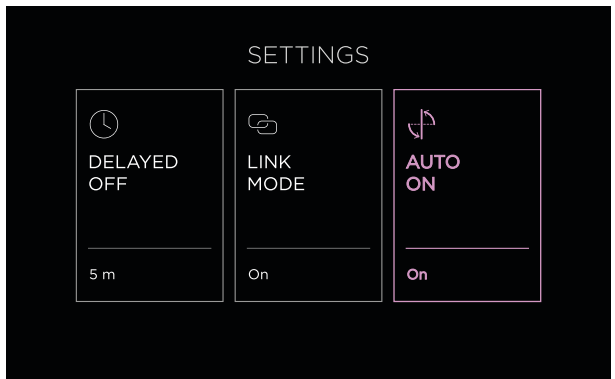 SETTINGS
DELAYED
OFF
5 m
LINK
MODE
On
AUTO
ON
On